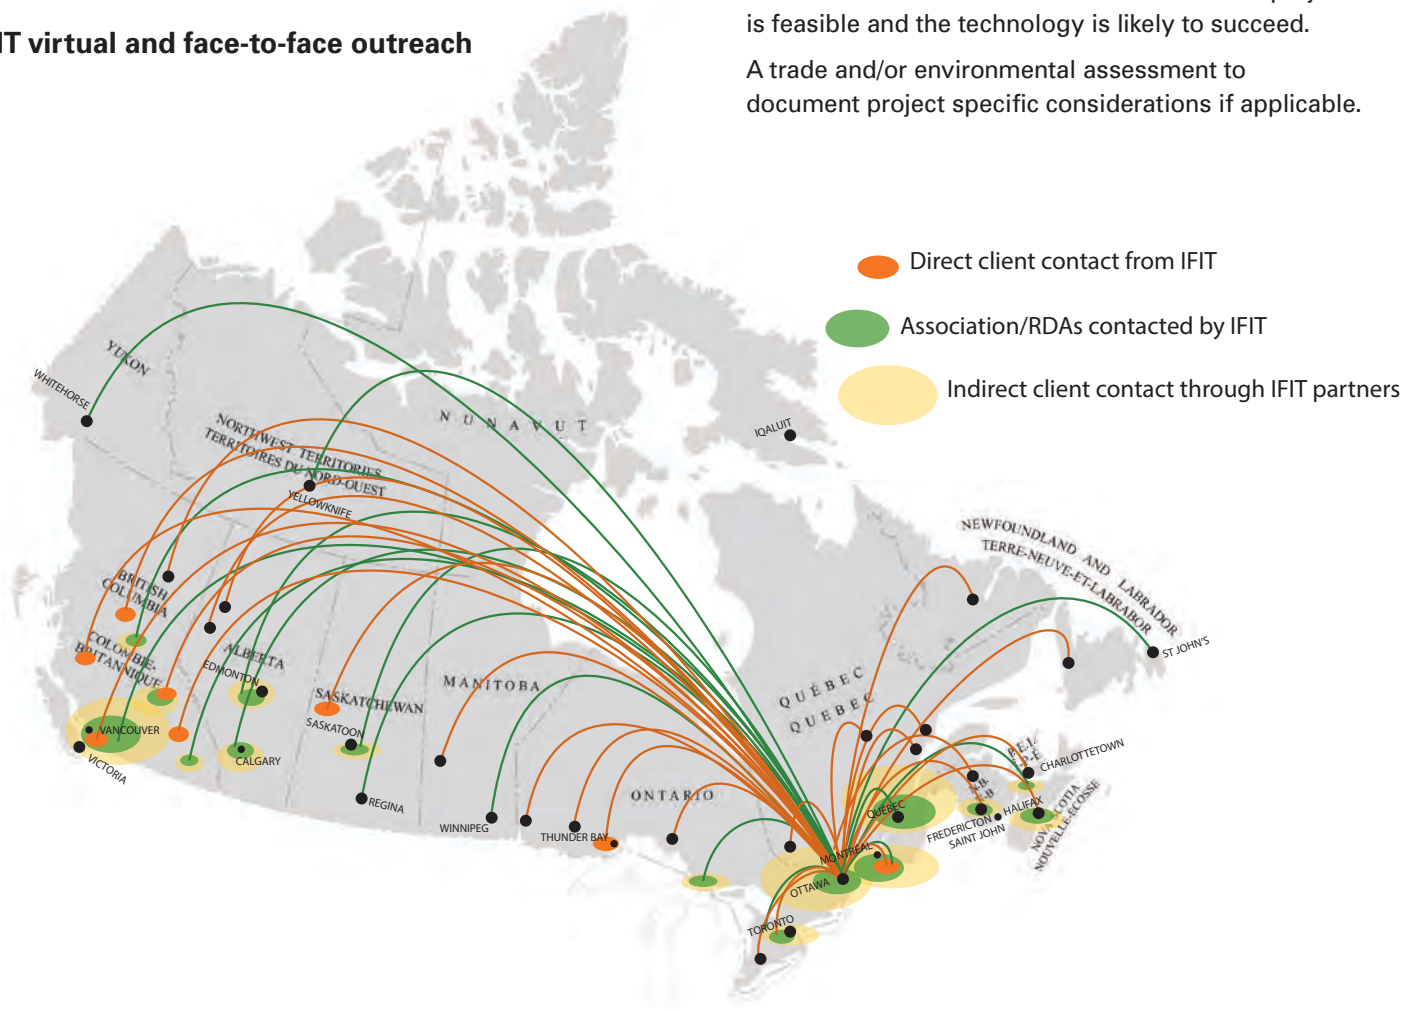 IT virtual and face-to-face outreach
is feasible and the technology is likely to succeed.
A trade and/or environmental assessment to
document project specific considerations if applicable.
Direct client contact from IFIT
Association/RDAs contacted by IFIT
Indirect client contact through IFIT partners
YUKON
WHITEHORSE
NORTHWEST TERRITORIES
TERRITOIRES DU NORD-OUEST
YELLOWKNIFE
NUNAVUT
IQALUIT
NEWFOUNDLAND AND LABRADOR
TERRE-NEUVE-ET-LABRABOR
ST JOHN'S
BRITISH
COLUMBIA
COLOMBIE-
BRITANNIQUE
ALBERTA
EDMONTON
SASKATCHEWAN
SASKATOON
MANITOBA
QUÉBEC
QUEBEC
VANCOUVER
VICTORIA
CALGARY
REGINA
WINNIPEG
ONTARIO
THUNDER BAY
P.E.I.
CHARLOTTETOWN
N.B.
QUÉBEC
FREDERICTON
SAINT JOHN
HALIFAX
NOVA SCOTIA
NOUVELLE-ÉCOSSE
MONTRÉAL
OTTAWA
TORONTO